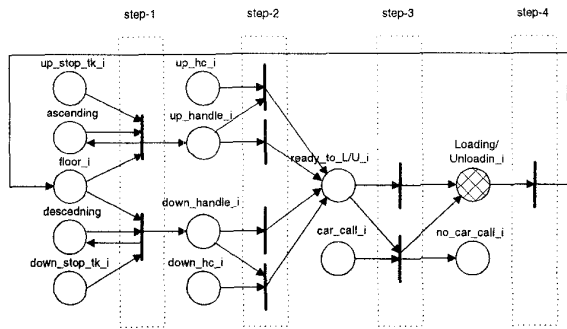 step-1 step-2 step-3 step-4
up_stop_tk_i up_hc_i
ascending up_handle_i
floor_i ready_to_L/U_i Loading/
Unloadin_i
descedning down_handle_i
car_call_i no_car_call_i
down_stop_tk_i down_hc_i